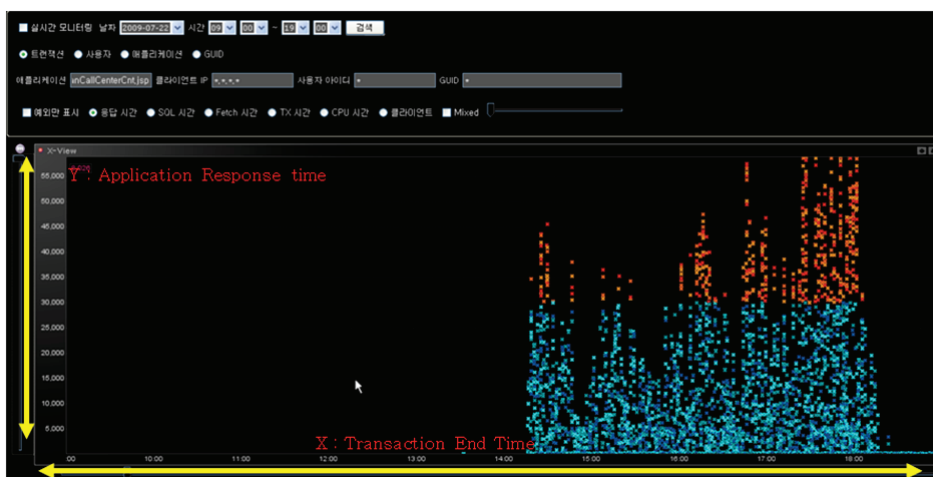 실시간 모니터링 날짜 2009-07-22 시간 09 00 ~ 19 00 검색
트랜잭션 사용자 애플리케이션 GUID
애플리케이션 ınCallCenterCnt.jsp 클라이언트 IP *.*.*.* 사용자 아이디 * GUID *
예외만 표시 응답 시간 SQL 시간 Fetch 시간 TX 시간 CPU 시간 클라이언트 Mixed
X-View
Y : Application Response time
55,000
50,000
45,000
40,000
35,000
30,000
25,000
20,000
15,000
10,000
5,000
X : Transaction End Time
:00 10:00 11:00 12:00 13:00 14:00 15:00 16:00 17:00 18:00